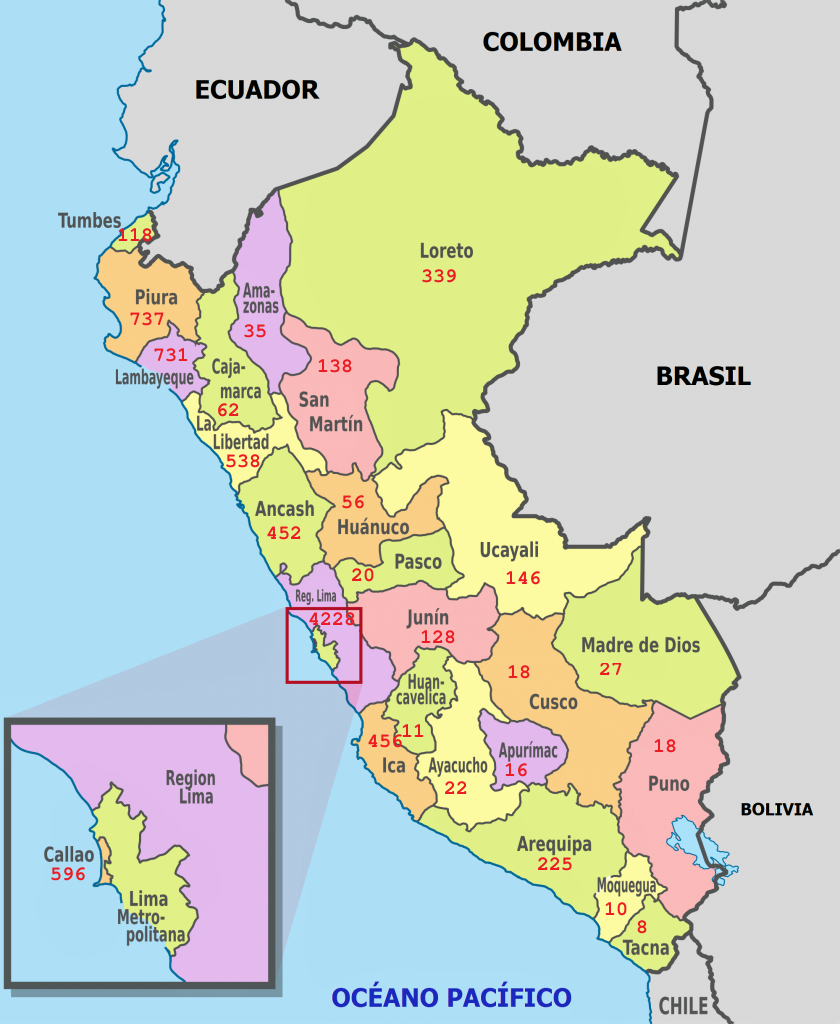 COLOMBIA
ECUADOR
Tumbes
118
Loreto
339
Piura
737
Ama-
zonas
35
731
Lambayeque
138
San
Martín
Caja-
marca
62
BRASIL
La
Libertad
538
Ancash
452
56
Huánuco
Pasco
20
Ucayali
146
Reg. Lima
4228
Junín
128
Madre de Dios
27
18
Cusco
Huan-
cavelica
11
456
Ica
Ayacucho
22
Apurímac
16
18
Puno
BOLIVIA
Arequipa
225
Moquegua
10
8
Tacna
Region
Lima
Callao
596
Lima
Metro-
politana
OCÉANO PACÍFICO
CHILE